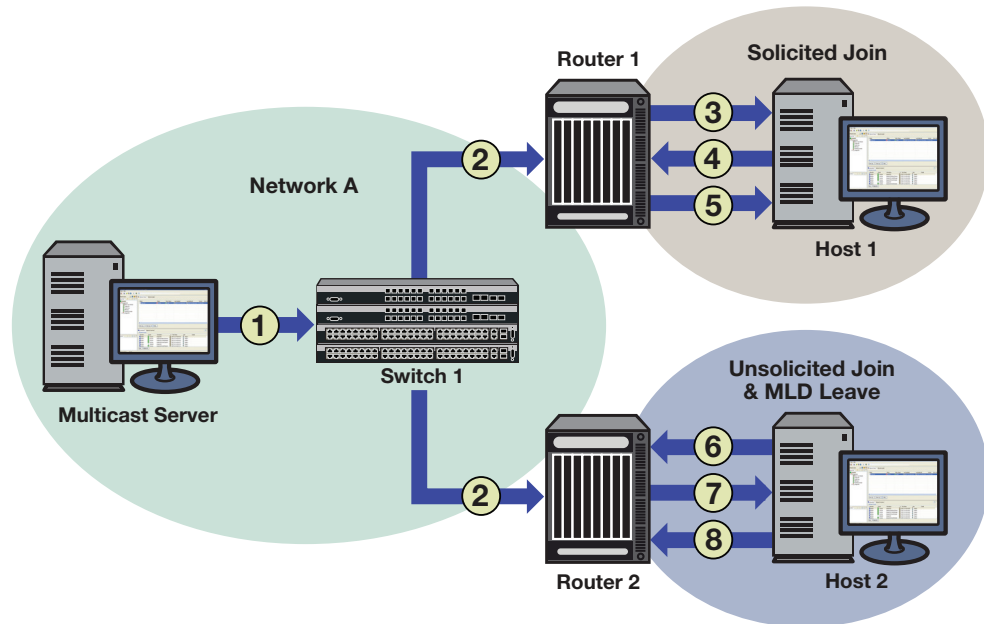 Router 1
Solicited Join
3
2
4
Network A
5
Host 1
1
Switch 1
Unsolicited Join
& MLD Leave
Multicast Server
6
2
7
8
Router 2
Host 2